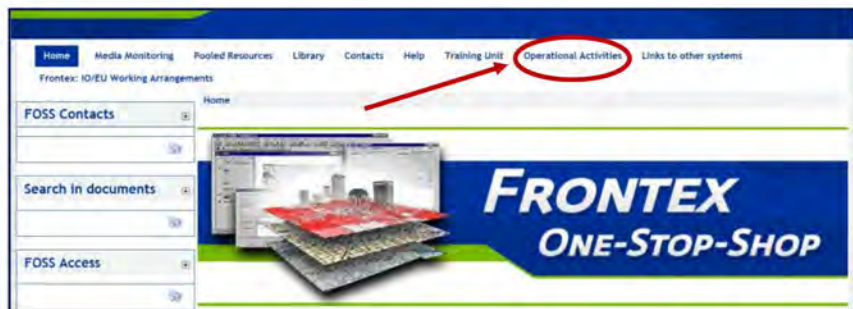 Home Media Monitoring Pooled Resources Library Contacts Help Training Unit Operational Activities Links to other systems
Frontex: IO/EU Working Arrangements
Home
FOSS Contacts
Search in documents
FOSS Access
FRONTEX
ONE-STOP-SHOP